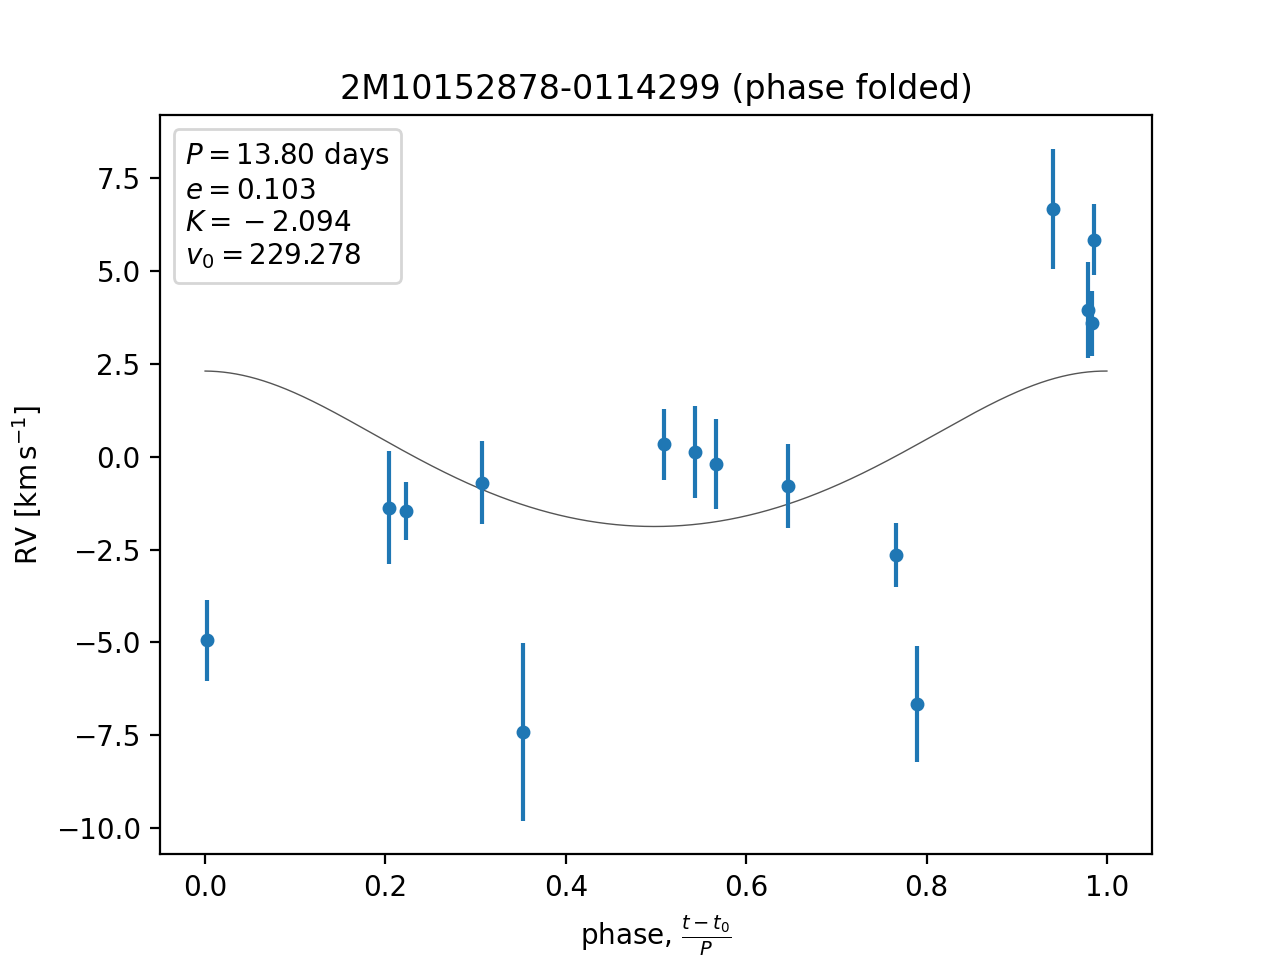 2M10152878-0114299 (phase folded)
P = 13.80 days
e = 0.103
K = −2.094
v₀ = 229.278
7.5
5.0
2.5
0.0
−2.5
−5.0
−7.5
−10.0
RV [km s⁻¹]
0.0 0.2 0.4 0.6 0.8 1.0
phase, (t − t₀)/P